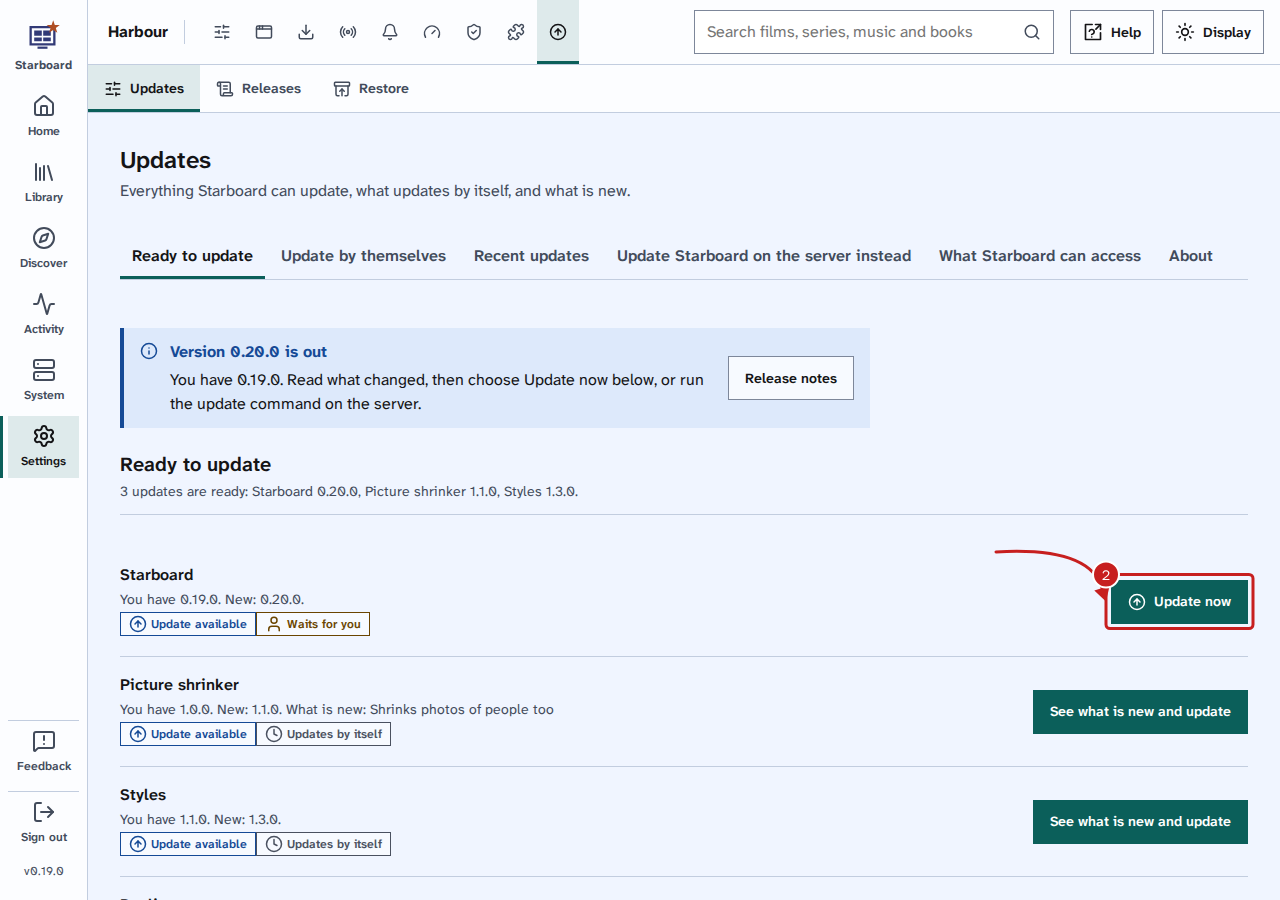 Starboard
Home
Library
Discover
Activity
System
Settings
Feedback
Sign out
v0.19.0
Harbour
Search films, series, music and books
Help
Display
Updates
Releases
Restore
Updates
Everything Starboard can update, what updates by itself, and what is new.
Ready to update
Update by themselves
Recent updates
Update Starboard on the server instead
What Starboard can access
About
Version 0.20.0 is out
You have 0.19.0. Read what changed, then choose Update now below, or run
the update command on the server.
Release notes
Ready to update
3 updates are ready: Starboard 0.20.0, Picture shrinker 1.1.0, Styles 1.3.0.
Starboard
You have 0.19.0. New: 0.20.0.
Update available
Waits for you
2
Update now
Picture shrinker
You have 1.0.0. New: 1.1.0. What is new: Shrinks photos of people too
Update available
Updates by itself
See what is new and update
Styles
You have 1.1.0. New: 1.3.0.
Update available
Updates by itself
See what is new and update